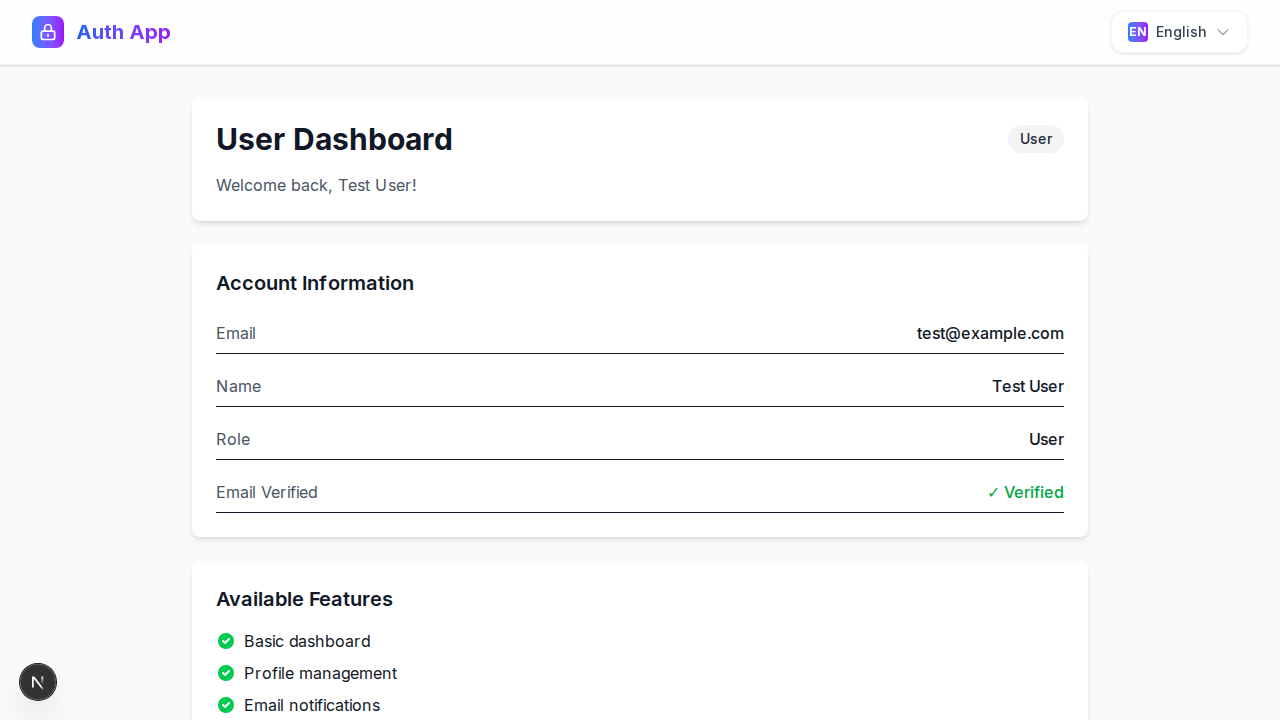 Auth App
EN English
User Dashboard
User
Welcome back, Test User!
Account Information
Email test@example.com
Name Test User
Role User
Email Verified ✓ Verified
Available Features
Basic dashboard
Profile management
Email notifications
N